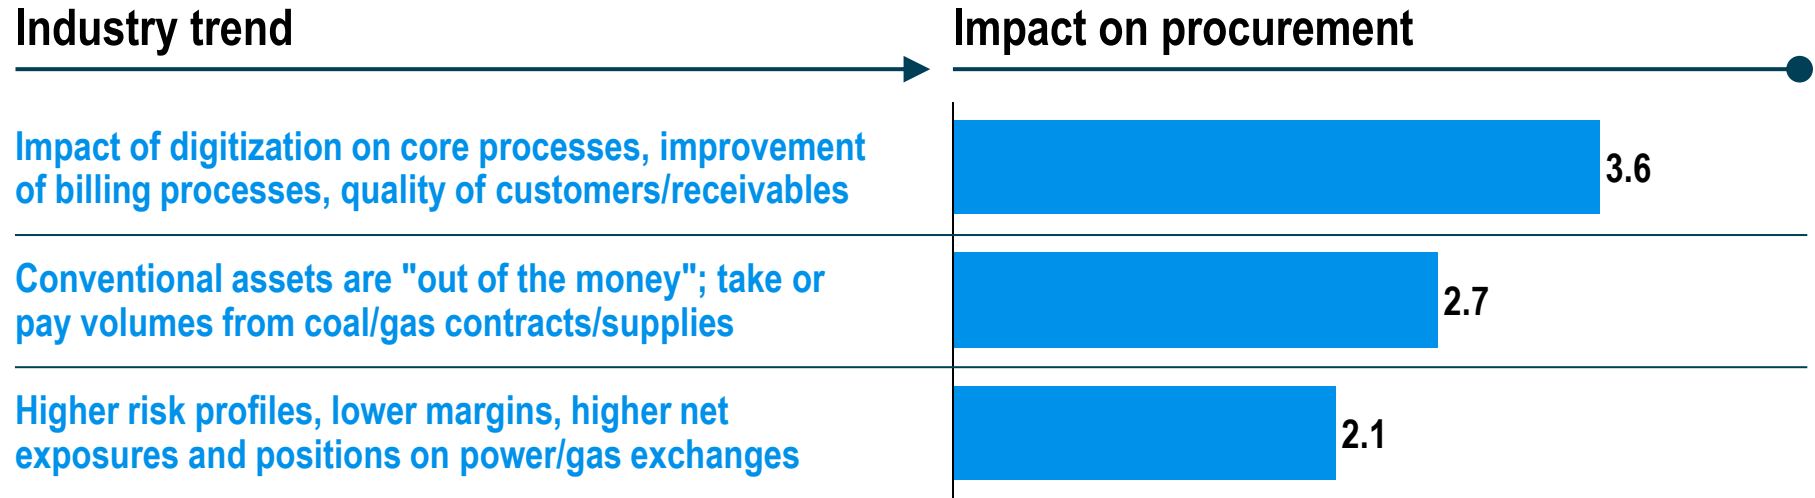 Industry trend
Impact on procurement
Impact of digitization on core processes, improvement
of billing processes, quality of customers/receivables
3.6
Conventional assets are "out of the money"; take or
pay volumes from coal/gas contracts/supplies
2.7
Higher risk profiles, lower margins, higher net
exposures and positions on power/gas exchanges
2.1